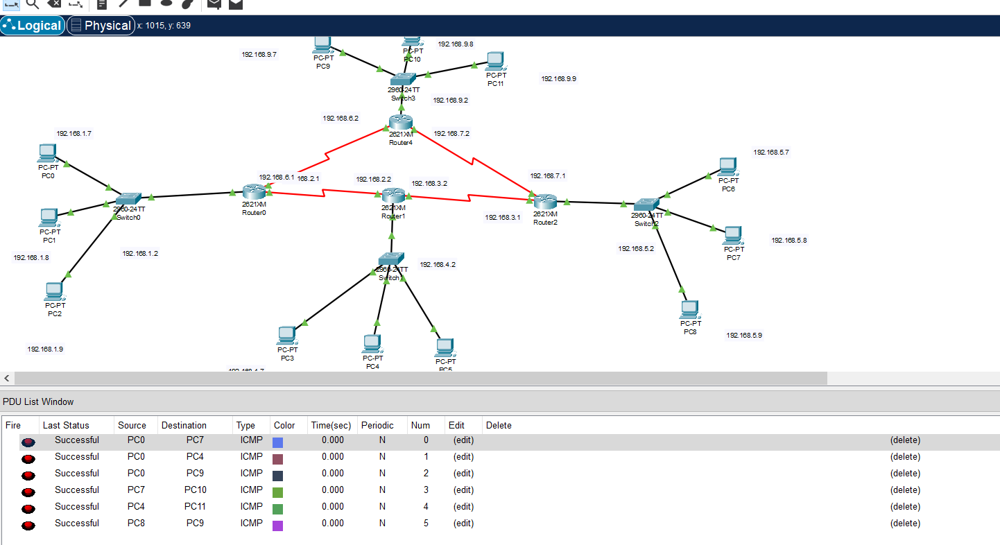 Logical Physical x: 1015, y: 639
192.168.9.7
PC-PT
PC9
PC-PT
PC10
192.168.9.8
PC-PT
PC11
192.168.9.9
2960-24TT
Switch3
192.168.9.2
192.168.6.2
2621XM
Router4
192.168.7.2
192.168.1.7
PC-PT
PC0
192.168.6.1
168.2.1
192.168.2.2
192.168.3.2
192.168.7.1
192.168.5.7
PC-PT
PC6
2960-24TT
Switch0
2621XM
Router0
2621XM
Router1
2621XM
Router2
192.168.3.1
2960-24TT
Switch2
PC-PT
PC1
192.168.1.8
192.168.1.2
192.168.5.2
PC-PT
PC7
192.168.5.8
2960-24TT
Switch1
192.168.4.2
PC-PT
PC2
192.168.1.9
PC-PT
PC3
PC-PT
PC4
PC-PT
PC5
PC-PT
PC8
192.168.5.9
192.168.4.7
PDU List Window
Fire Last Status Source Destination Type Color Time(sec) Periodic Num Edit Delete
Successful PC0 PC7 ICMP 0.000 N 0 (edit) (delete)
Successful PC0 PC4 ICMP 0.000 N 1 (edit) (delete)
Successful PC0 PC9 ICMP 0.000 N 2 (edit) (delete)
Successful PC7 PC10 ICMP 0.000 N 3 (edit) (delete)
Successful PC4 PC11 ICMP 0.000 N 4 (edit) (delete)
Successful PC8 PC9 ICMP 0.000 N 5 (edit) (delete)